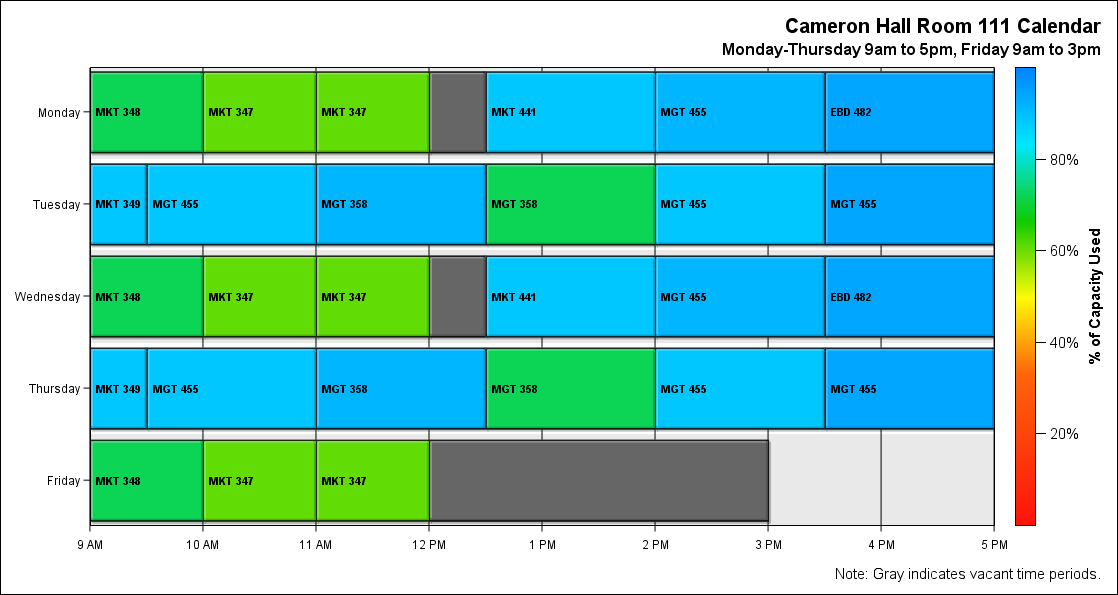 Cameron Hall Room 111 Calendar
Monday-Thursday 9am to 5pm, Friday 9am to 3pm
Monday
MKT 348
MKT 347
MKT 347
MKT 441
MGT 455
EBD 482
Tuesday
MKT 349
MGT 455
MGT 358
MGT 358
MGT 455
MGT 455
Wednesday
MKT 348
MKT 347
MKT 347
MKT 441
MGT 455
EBD 482
Thursday
MKT 349
MGT 455
MGT 358
MGT 358
MGT 455
MGT 455
Friday
MKT 348
MKT 347
MKT 347
9 AM
10 AM
11 AM
12 PM
1 PM
2 PM
3 PM
4 PM
5 PM
80%
60%
40%
20%
% of Capacity Used
Note: Gray indicates vacant time periods.